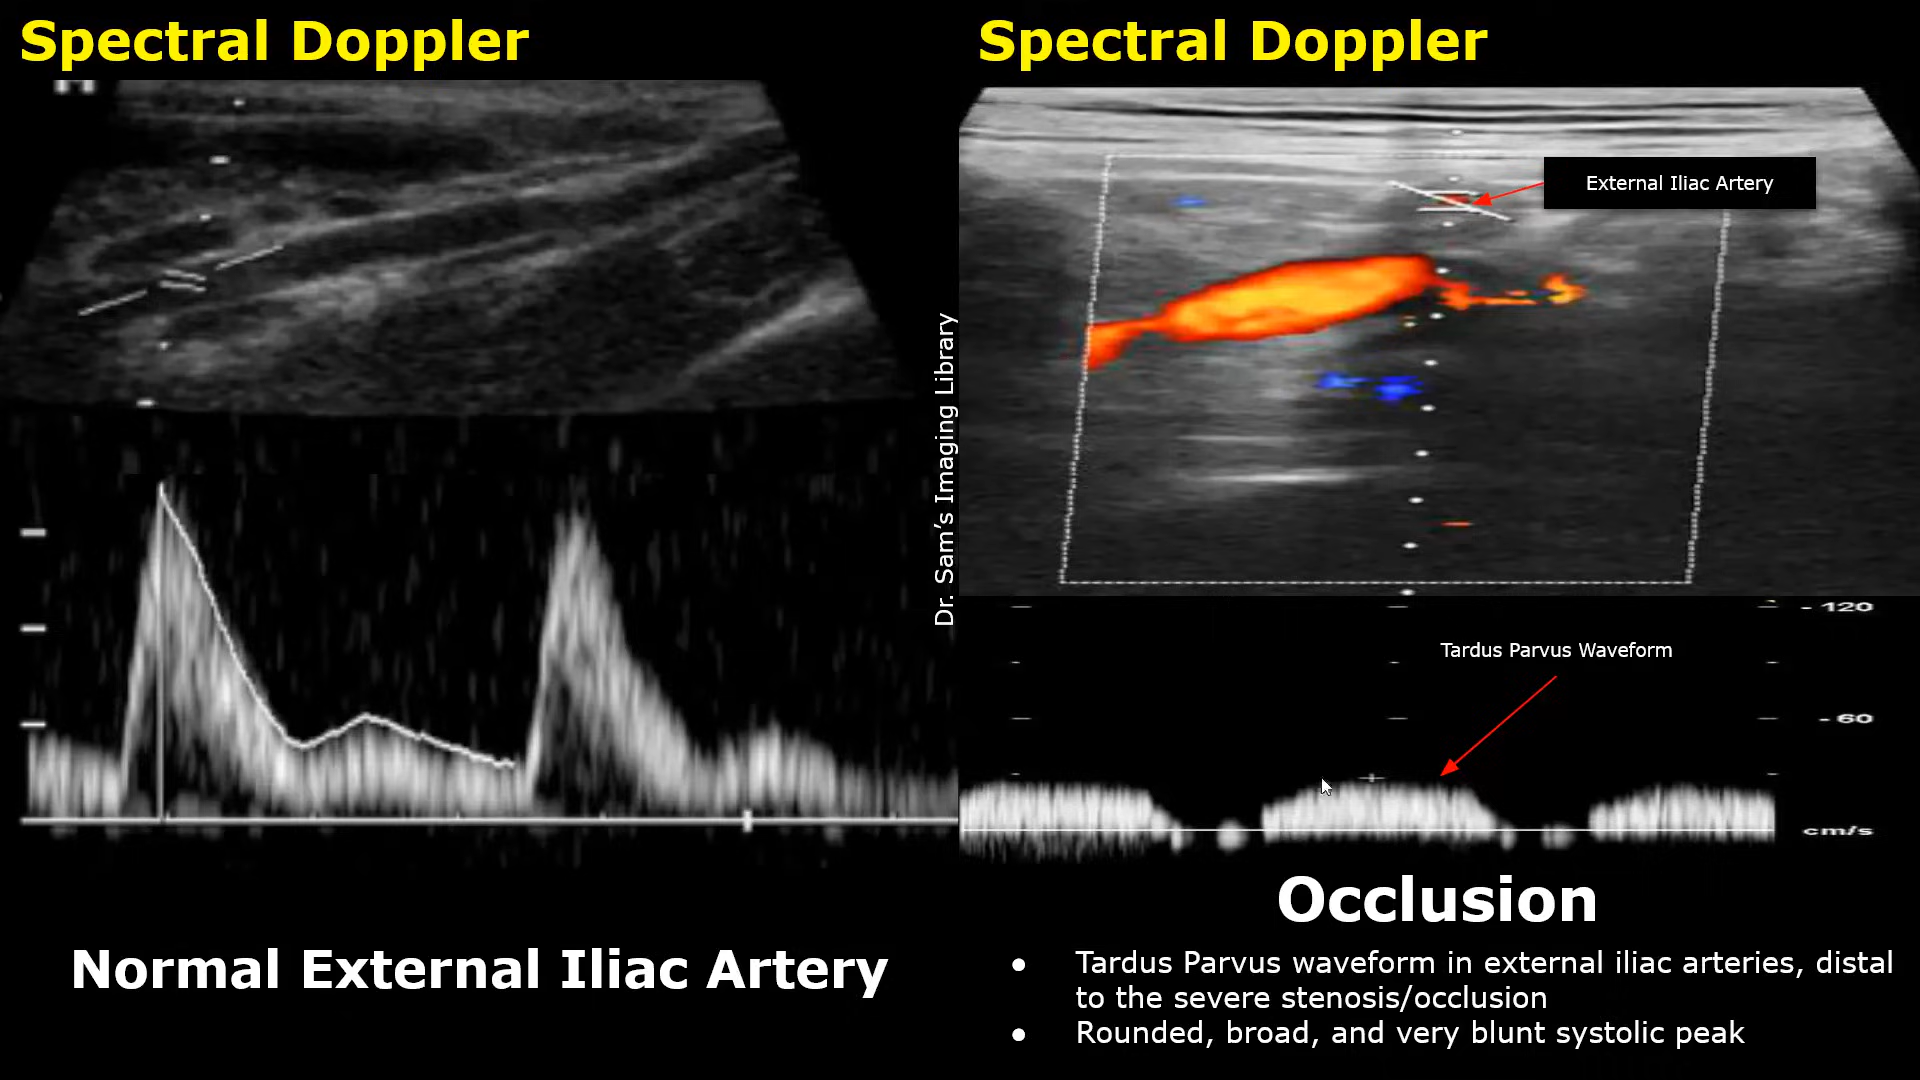 Spectral Doppler
Normal External Iliac Artery
Dr. Sam’s Imaging Library
Spectral Doppler
External Iliac Artery
- 120
Tardus Parvus Waveform
- 60
cm/s
Occlusion
● Tardus Parvus waveform in external iliac arteries, distal
to the severe stenosis/occlusion
● Rounded, broad, and very blunt systolic peak